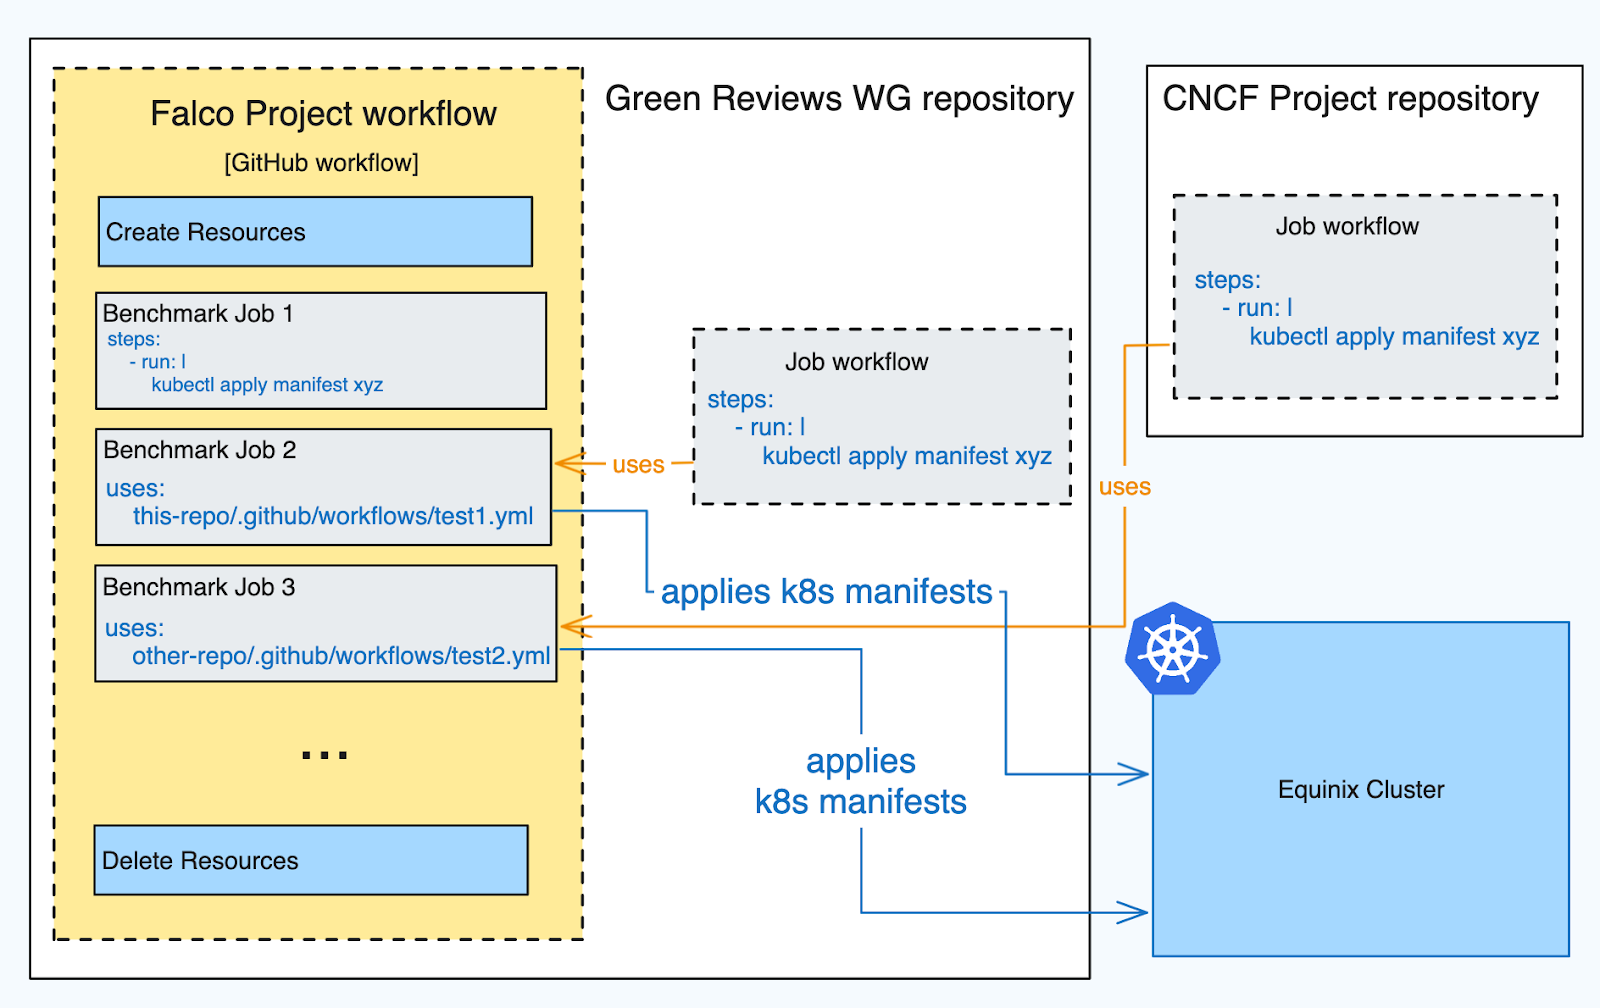 Falco Project workflow
[GitHub workflow]
Create Resources
Benchmark Job 1
steps:
- run: |
kubectl apply manifest xyz
Benchmark Job 2
uses:
this-repo/.github/workflows/test1.yml
Benchmark Job 3
uses:
other-repo/.github/workflows/test2.yml
...
Delete Resources
Green Reviews WG repository
Job workflow
steps:
- run: |
kubectl apply manifest xyz
uses
applies k8s manifests
applies
k8s manifests
CNCF Project repository
Job workflow
steps:
- run: |
kubectl apply manifest xyz
uses
Equinix Cluster